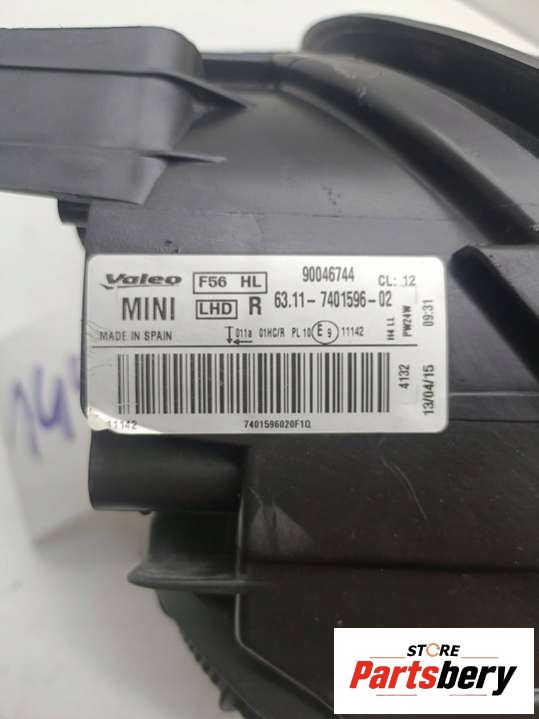 Valeo F56 HL 90046744 CL: 12
MINI LHD R 63.11-7401596-02
MADE IN SPAIN 011a 01HC/R PL 10 E9 11142
H4 LL PW24W 09:31
4132 13/04/15
11142 7401596020F1Q
144
STORE
Partsbery